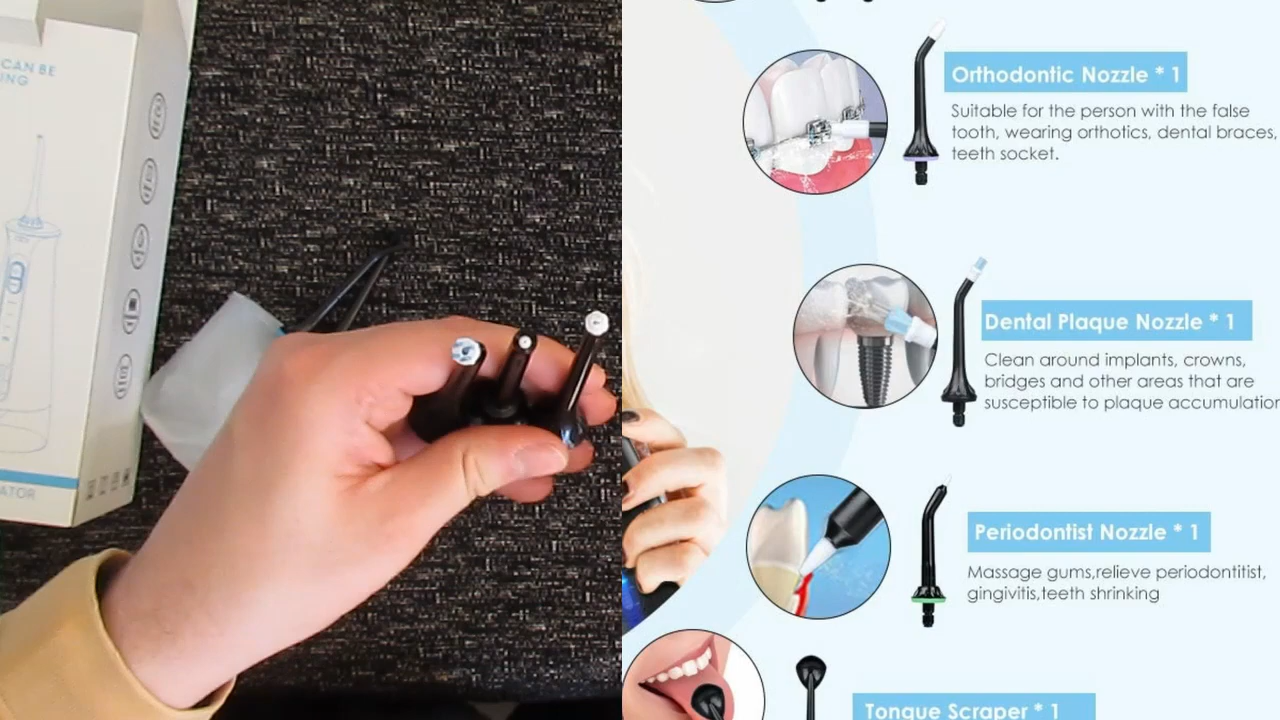 CAN BE
ATOR
Orthodontic Nozzle * 1
Suitable for the person with the false
tooth, wearing orthotics, dental braces,
teeth socket.
Dental Plaque Nozzle * 1
Clean around implants, crowns,
bridges and other areas that are
susceptible to plaque accumulation
Periodontist Nozzle * 1
Massage gums,relieve periodontitist,
gingivitis,teeth shrinking
Tongue Scraper * 1